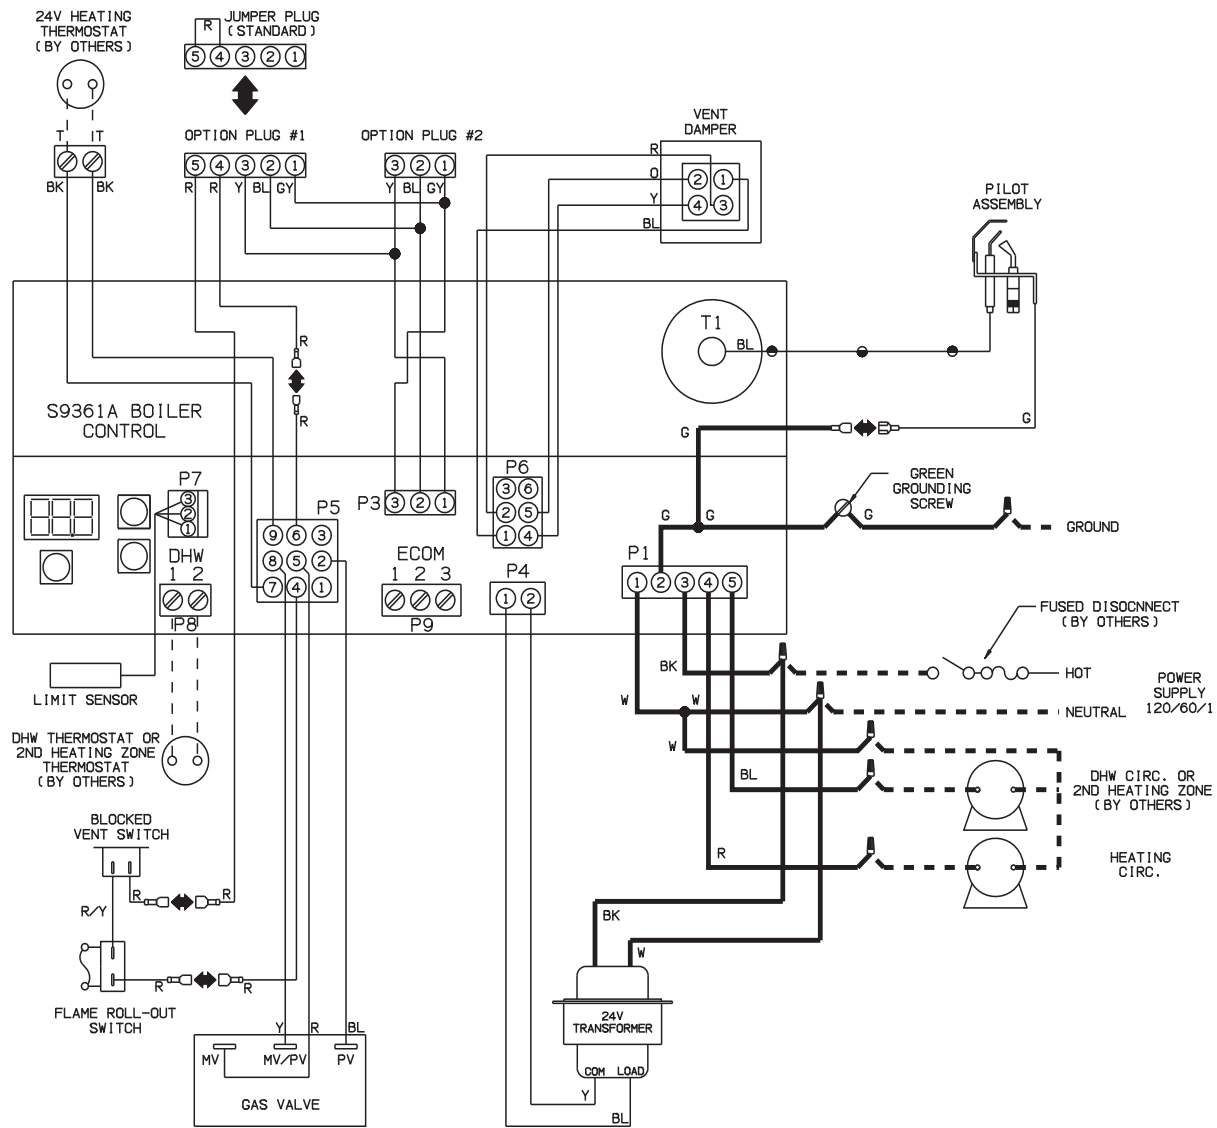 24V HEATING
THERMOSTAT
(BY OTHERS)
JUMPER PLUG
(STANDARD)
R
5 4 3 2 1
T T
BK BK
OPTION PLUG #1
5 4 3 2 1
R R Y BL GY
OPTION PLUG #2
3 2 1
Y BL GY
VENT
DAMPER
R
O
Y
BL
2 1
4 3
PILOT
ASSEMBLY
T1
BL
R
R
S9361A BOILER
CONTROL
G
G
P7
3
2
1
P5
9 6 3
8 5 2
7 4 1
P3
3 2 1
P6
3 6
2 5
1 4
GREEN
GROUNDING
SCREW
G G
G
GROUND
DHW
1 2
P8
ECOM
1 2 3
P9
P4
1 2
P1
1 2 3 4 5
FUSED DISOCNNECT
(BY OTHERS)
BK
HOT
POWER
SUPPLY
120/60/1
LIMIT SENSOR
W W
NEUTRAL
W
DHW THERMOSTAT OR
2ND HEATING ZONE
THERMOSTAT
(BY OTHERS)
BL
DHW CIRC. OR
2ND HEATING ZONE
(BY OTHERS)
BLOCKED
VENT SWITCH
R
HEATING
CIRC.
R R
R/Y
BK
W
R R
FLAME ROLL-OUT
SWITCH
Y R BL
MV MV/PV PV
GAS VALVE
24V
TRANSFORMER
COM LOAD
Y
BL